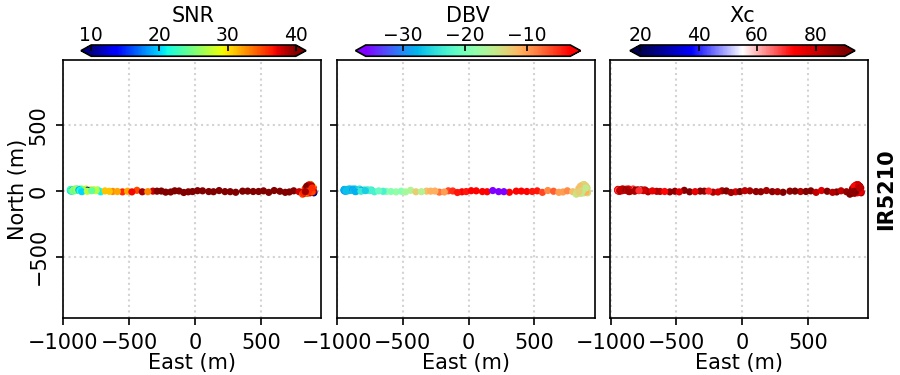 SNR DBV Xc
10 20 30 40 −30 −20 −10 20 40 60 80
North (m)
500
0
−500
−1000 −500 0 500 −1000 −500 0 500 −1000 −500 0 500
East (m) East (m) East (m)
IR5210